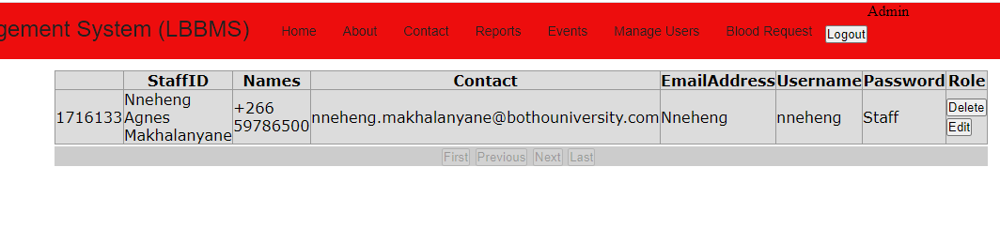 gement System (LBBMS) Home About Contact Reports Events Manage Users Blood Request Logout Admin
StaffID Names Contact EmailAddress Username Password Role
1716133 Nneheng Agnes Makhalanyane +266 59786500 nneheng.makhalanyane@bothouniversity.com Nneheng nneheng Staff Delete Edit
First Previous Next Last